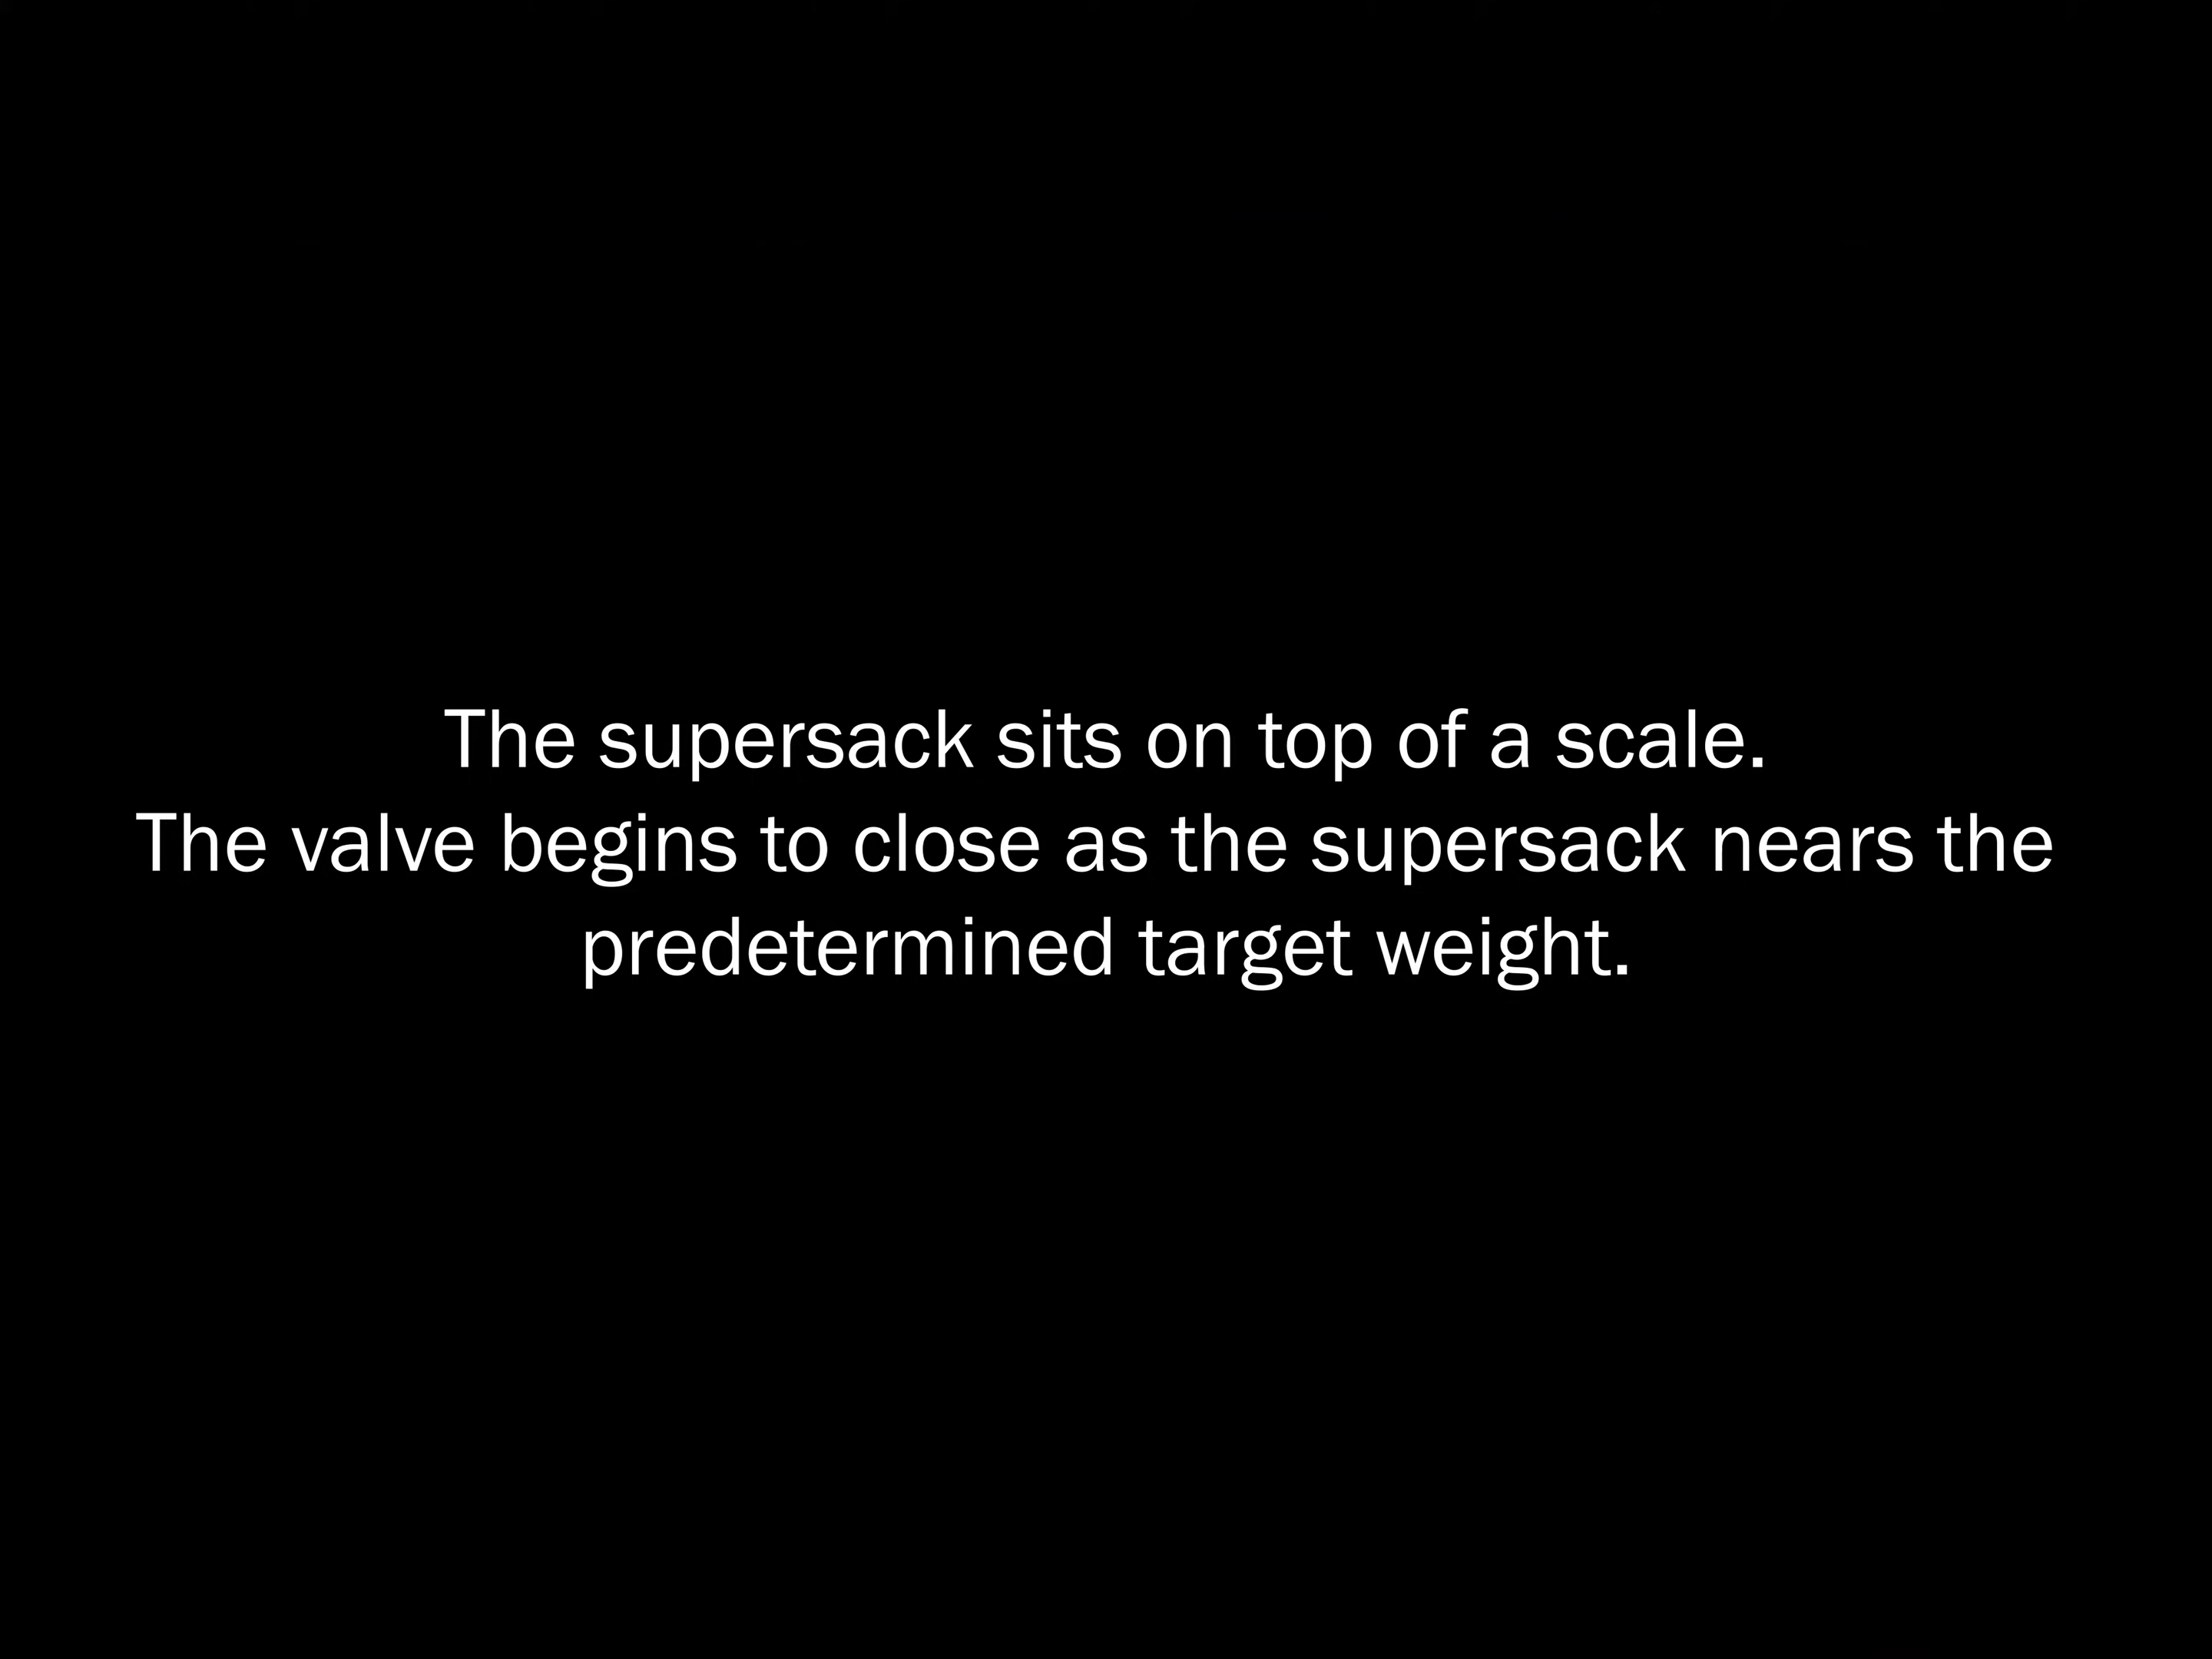 The supersack sits on top of a scale.
The valve begins to close as the supersack nears the
predetermined target weight.